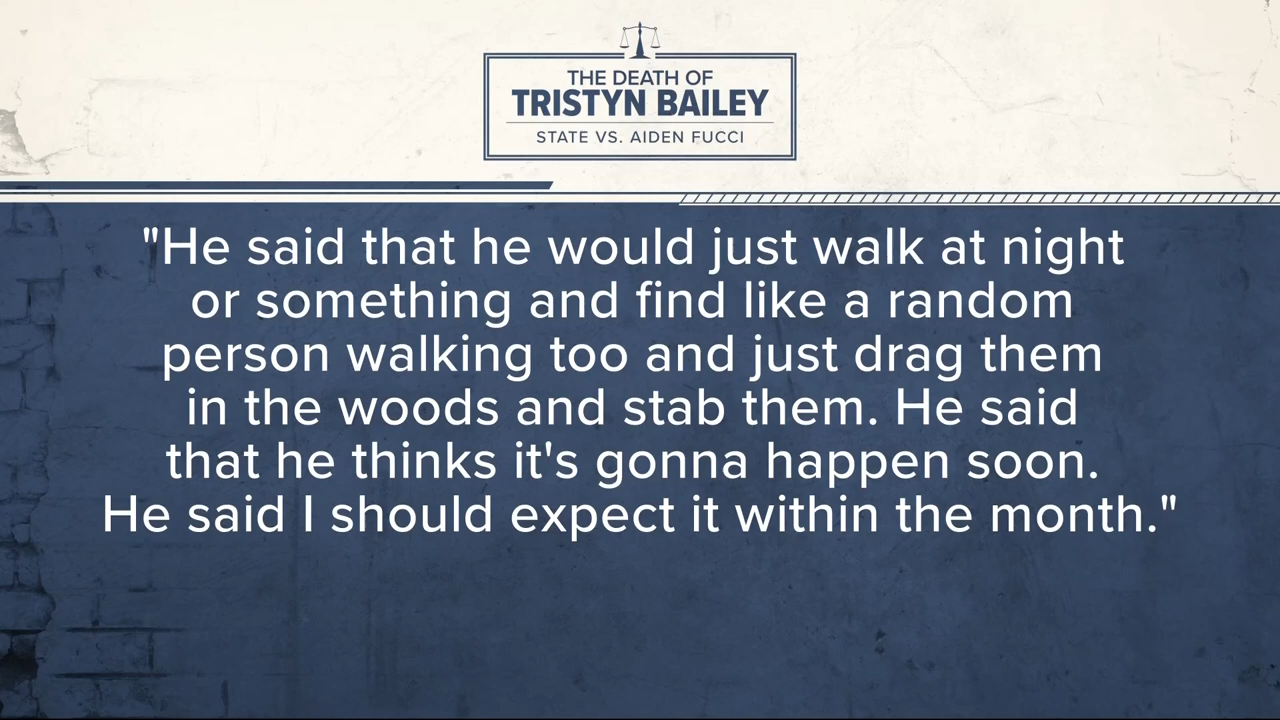 THE DEATH OF
TRISTYN BAILEY
STATE VS. AIDEN FUCCI
"He said that he would just walk at night
or something and find like a random
person walking too and just drag them
in the woods and stab them. He said
that he thinks it's gonna happen soon.
He said I should expect it within the month."